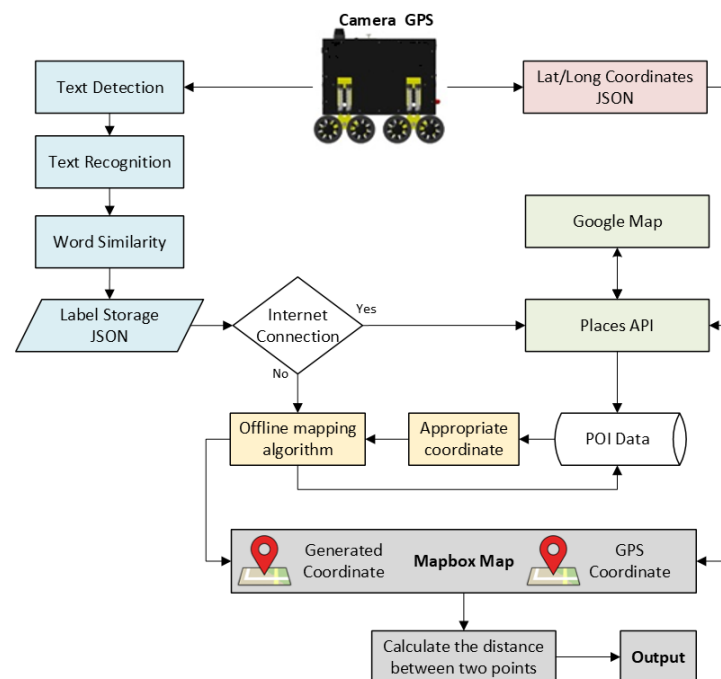 Camera GPS
Text Detection
Lat/Long Coordinates
JSON
Text Recognition
Word Similarity
Google Map
Label Storage
JSON
Internet
Connection
Yes
Places API
No
Offline mapping
algorithm
Appropriate
coordinate
POI Data
Generated
Coordinate
Mapbox Map
GPS
Coordinate
Calculate the distance
between two points
Output